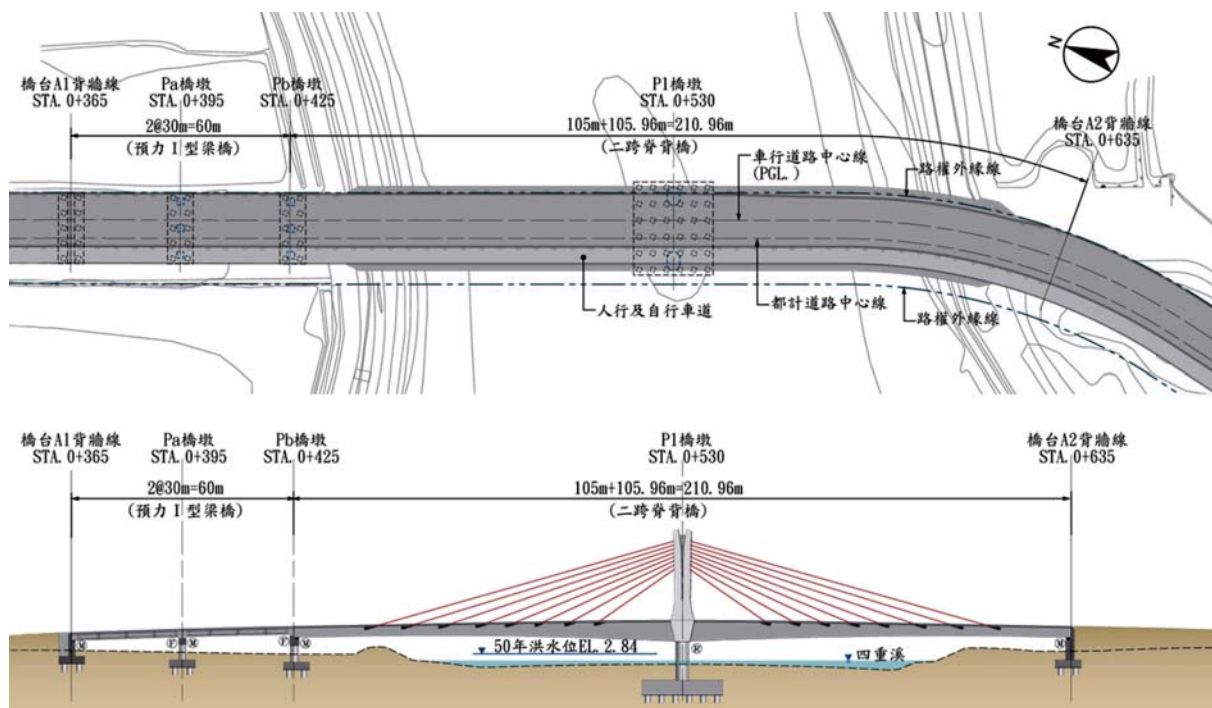 N
橋台A1背牆線
STA. 0+365
Pa橋墩
STA. 0+395
Pb橋墩
STA. 0+425
P1橋墩
STA. 0+530
橋台A2背牆線
STA. 0+635
2@30m=60m
(預力I型梁橋)
105m+105.96m=210.96m
(二跨脊背橋)
車行道路中心線
(PGL.)
路權外緣線
人行及自行車道
都計道路中心線
路權外緣線
橋台A1背牆線
STA. 0+365
Pa橋墩
STA. 0+395
Pb橋墩
STA. 0+425
P1橋墩
STA. 0+530
橋台A2背牆線
STA. 0+635
2@30m=60m
(預力I型梁橋)
105m+105.96m=210.96m
(二跨脊背橋)
M
F M
F M
50年洪水位EL. 2.84
R
四重溪
M